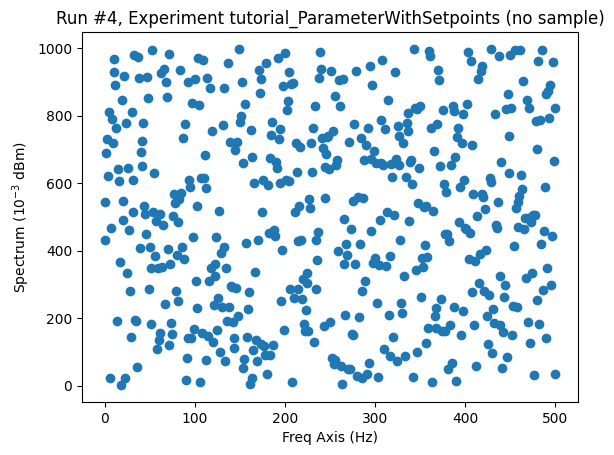 Run #4, Experiment tutorial_ParameterWithSetpoints (no sample)
1000
800
600
400
200
0
Spectrum (10⁻³ dBm)
0 100 200 300 400 500
Freq Axis (Hz)